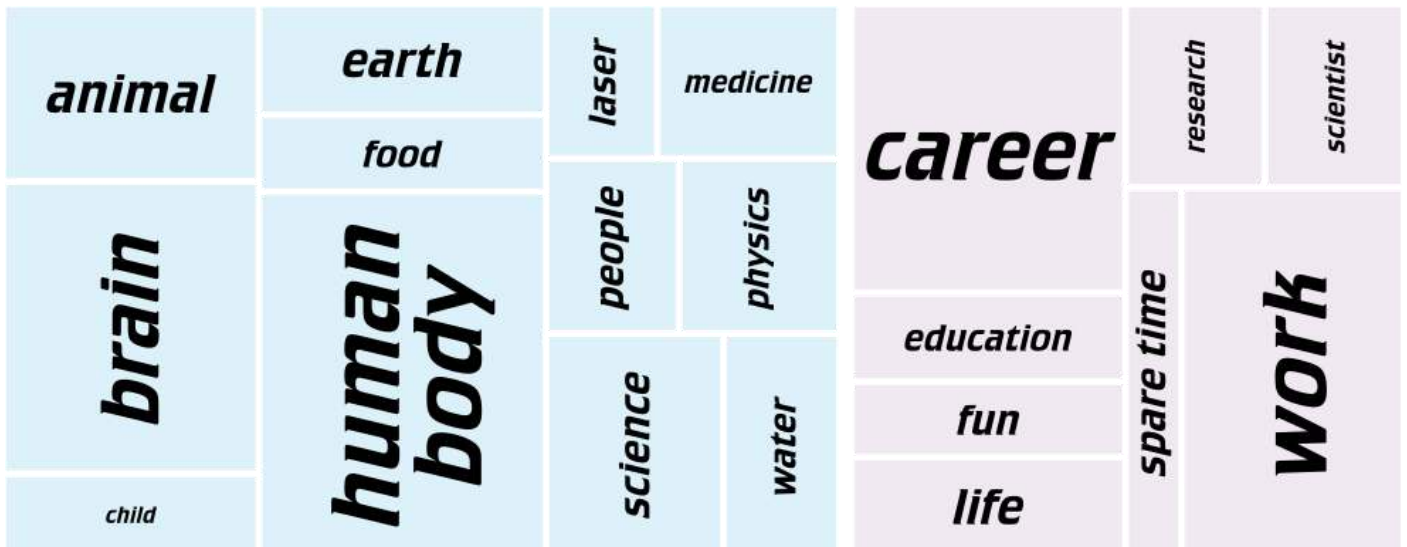 animal
brain
child
earth
food
human
body
laser
medicine
people
physics
science
water
career
education
fun
life
research
scientist
spare time
work